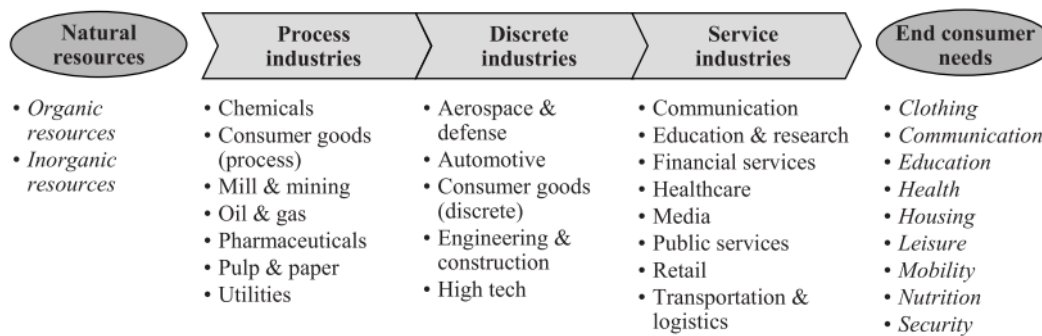 Natural
resources
Process
industries
Discrete
industries
Service
industries
End consumer
needs
• Organic
resources
• Inorganic
resources
• Chemicals
• Consumer goods
(process)
• Mill & mining
• Oil & gas
• Pharmaceuticals
• Pulp & paper
• Utilities
• Aerospace &
defense
• Automotive
• Consumer goods
(discrete)
• Engineering &
construction
• High tech
• Communication
• Education & research
• Financial services
• Healthcare
• Media
• Public services
• Retail
• Transportation &
logistics
• Clothing
• Communication
• Education
• Health
• Housing
• Leisure
• Mobility
• Nutrition
• Security